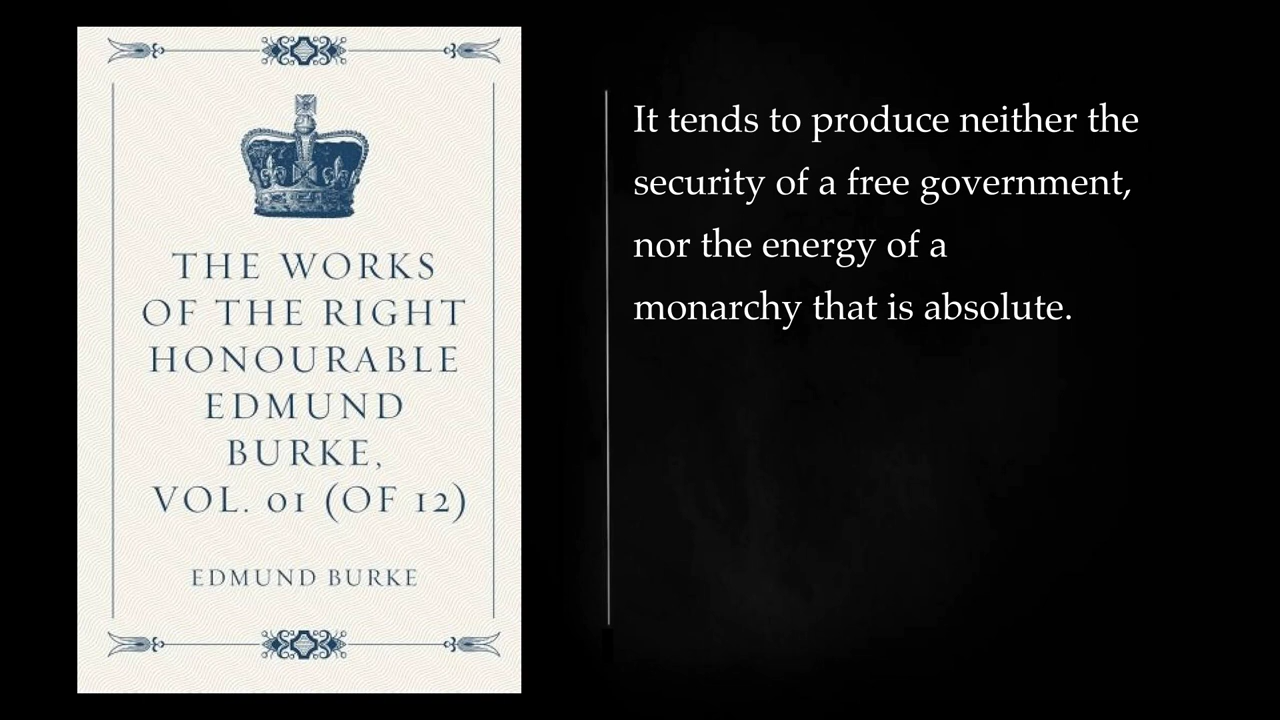 THE WORKS
OF THE RIGHT
HONOURABLE
EDMUND
BURKE,
VOL. 01 (OF 12)
EDMUND BURKE
It tends to produce neither the
security of a free government,
nor the energy of a
monarchy that is absolute.